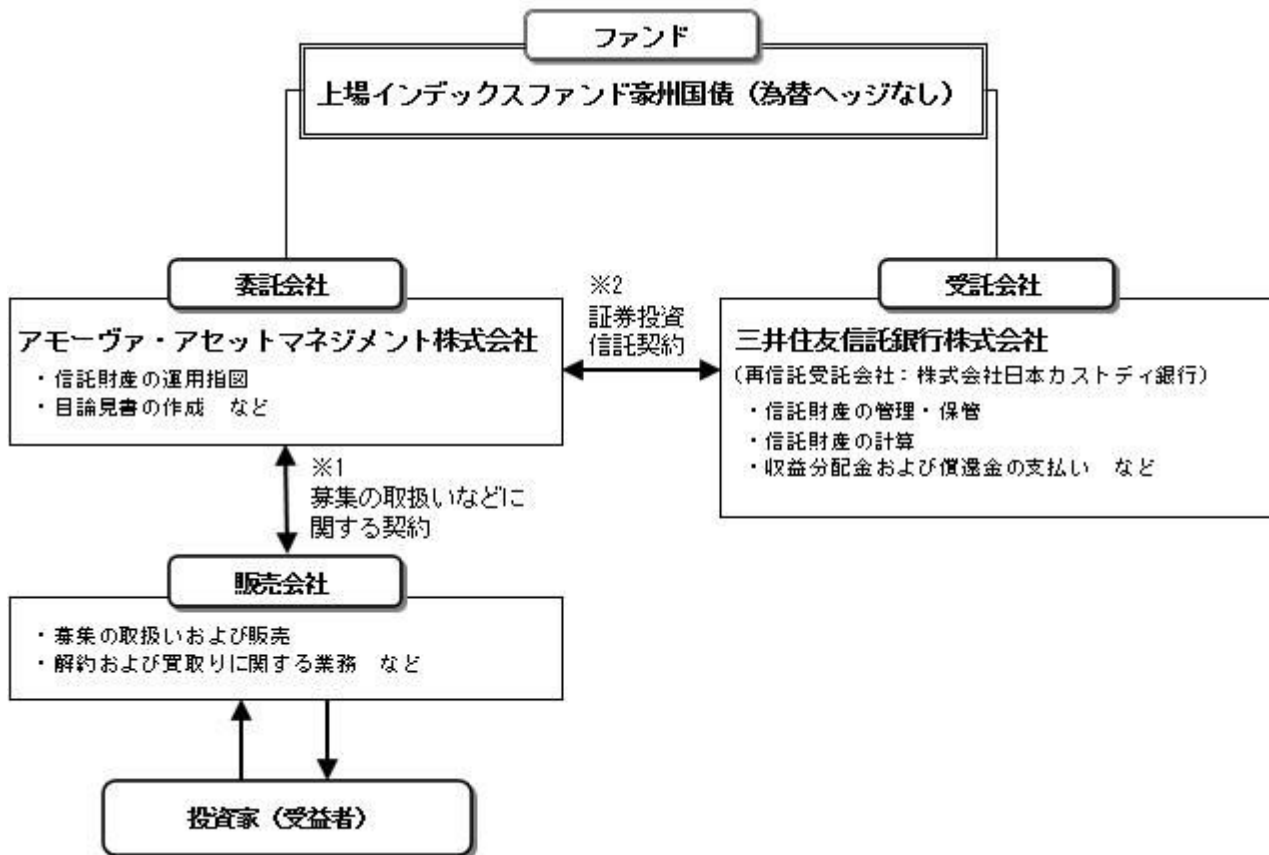 ファンド
上場インデックスファンド豪州国債（為替ヘッジなし）
委託会社
アモーヴァ・アセットマネジメント株式会社
・信託財産の運用指図
・目論見書の作成　など
※2
証券投資
信託契約
受託会社
三井住友信託銀行株式会社
（再信託受託会社：株式会社日本カストディ銀行）
・信託財産の管理・保管
・信託財産の計算
・収益分配金および償還金の支払い　など
※1
募集の取扱いなどに
関する契約
販売会社
・募集の取扱いおよび販売
・解約および買取りに関する業務　など
投資家（受益者）